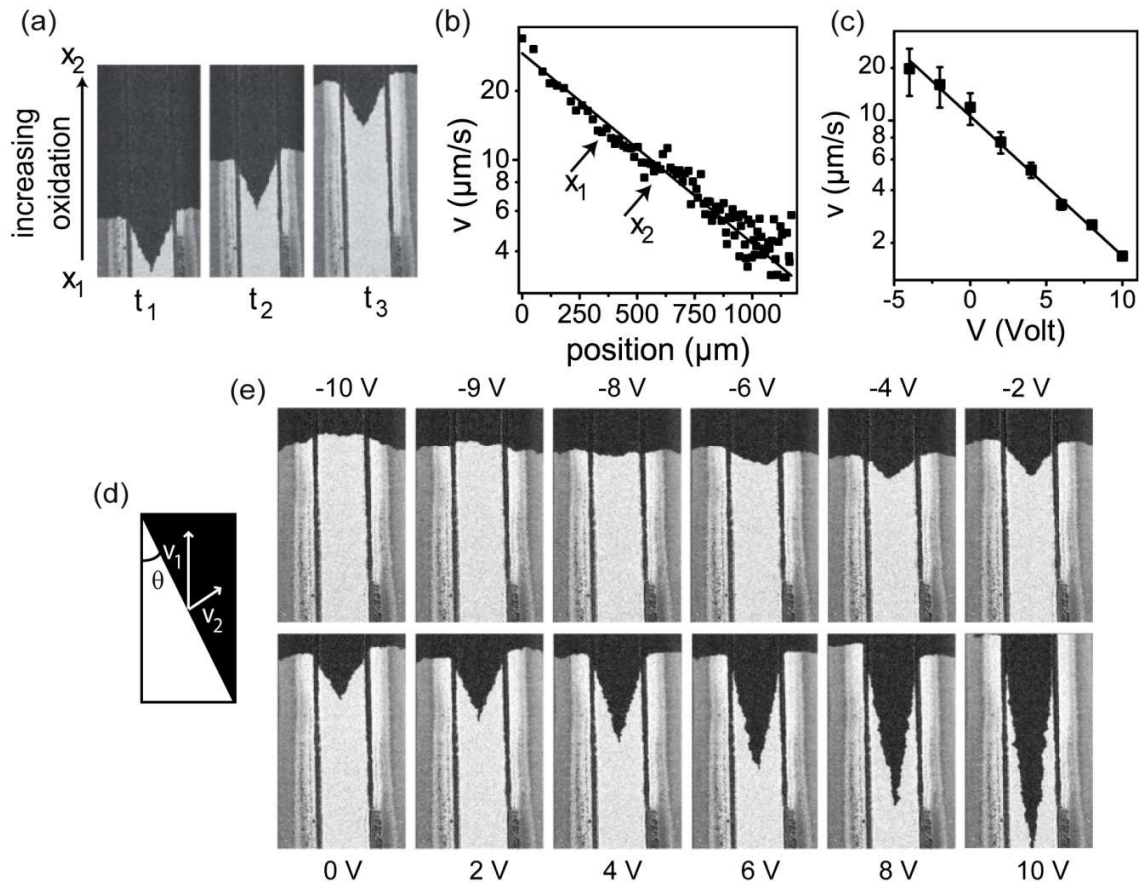 (a)
x₂
increasing
oxidation
x₁
t₁ t₂ t₃
(b)
v (μm/s)
20
10
8
6
4
x₁
x₂
0 250 500 750 1000
position (μm)
(c)
v (μm/s)
10
8
6
4
2
-5 0 5 10
V (Volt)
(d)
θ
v₁
v₂
(e)
-10 V -9 V -8 V -6 V -4 V -2 V
0 V 2 V 4 V 6 V 8 V 10 V